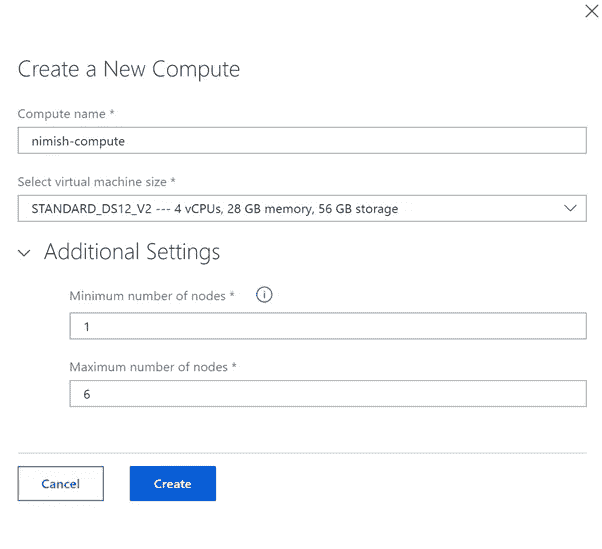 Create a New Compute
Compute name *
nimish-compute
Select virtual machine size *
STANDARD_DS12_V2 --- 4 vCPUs, 28 GB memory, 56 GB storage
Additional Settings
Minimum number of nodes *
1
Maximum number of nodes *
6
Cancel Create